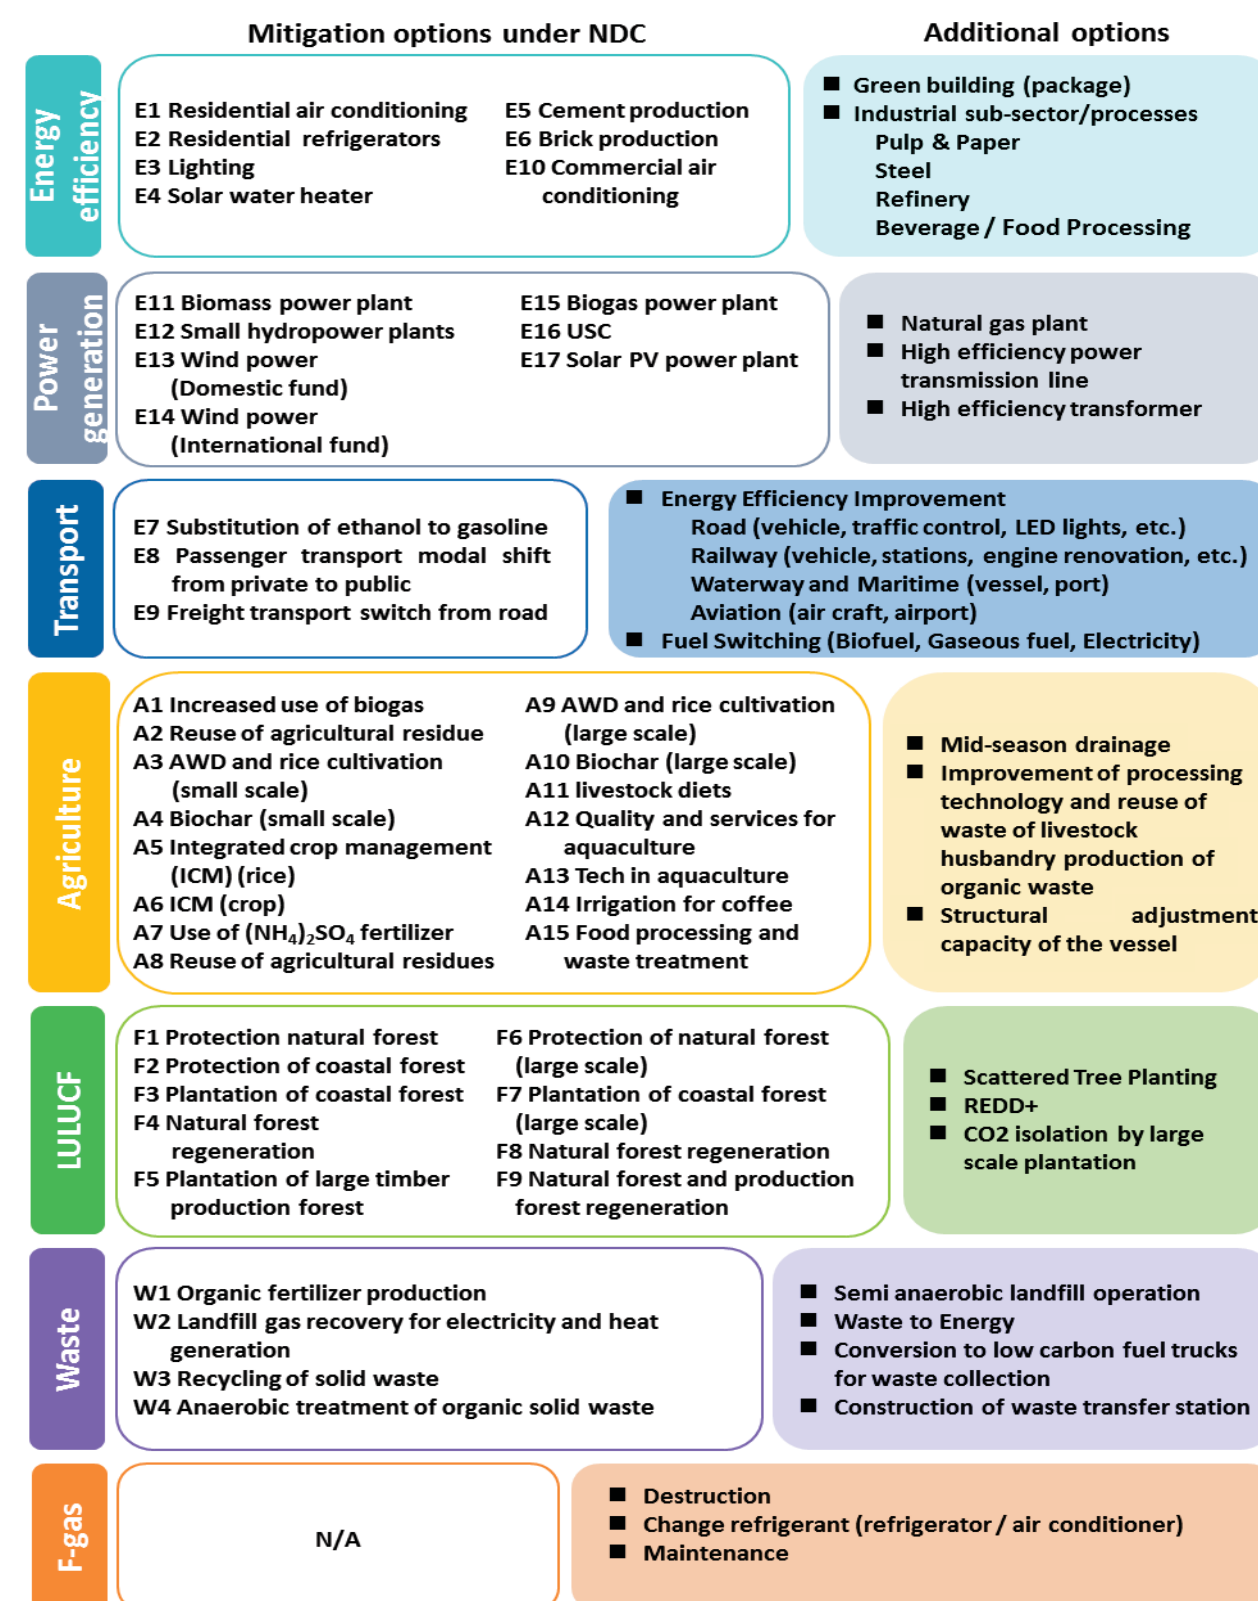 Mitigation options under NDC
Additional options
Energy
efficiency
E1 Residential air conditioning
E2 Residential refrigerators
E3 Lighting
E4 Solar water heater
E5 Cement production
E6 Brick production
E10 Commercial air
conditioning
■ Green building (package)
■ Industrial sub-sector/processes
Pulp & Paper
Steel
Refinery
Beverage / Food Processing
Power
generation
E11 Biomass power plant
E12 Small hydropower plants
E13 Wind power
(Domestic fund)
E14 Wind power
(International fund)
E15 Biogas power plant
E16 USC
E17 Solar PV power plant
■ Natural gas plant
■ High efficiency power
transmission line
■ High efficiency transformer
Transport
E7 Substitution of ethanol to gasoline
E8 Passenger transport modal shift
from private to public
E9 Freight transport switch from road
■ Energy Efficiency Improvement
Road (vehicle, traffic control, LED lights, etc.)
Railway (vehicle, stations, engine renovation, etc.)
Waterway and Maritime (vessel, port)
Aviation (air craft, airport)
■ Fuel Switching (Biofuel, Gaseous fuel, Electricity)
Agriculture
A1 Increased use of biogas
A2 Reuse of agricultural residue
A3 AWD and rice cultivation
(small scale)
A4 Biochar (small scale)
A5 Integrated crop management
(ICM) (rice)
A6 ICM (crop)
A7 Use of (NH₄)₂SO₄ fertilizer
A8 Reuse of agricultural residues
A9 AWD and rice cultivation
(large scale)
A10 Biochar (large scale)
A11 livestock diets
A12 Quality and services for
aquaculture
A13 Tech in aquaculture
A14 Irrigation for coffee
A15 Food processing and
waste treatment
■ Mid-season drainage
■ Improvement of processing
technology and reuse of
waste of livestock
husbandry production of
organic waste
■ Structural adjustment
capacity of the vessel
LULUCF
F1 Protection natural forest
F2 Protection of coastal forest
F3 Plantation of coastal forest
F4 Natural forest
regeneration
F5 Plantation of large timber
production forest
F6 Protection of natural forest
(large scale)
F7 Plantation of coastal forest
(large scale)
F8 Natural forest regeneration
F9 Natural forest and production
forest regeneration
■ Scattered Tree Planting
■ REDD+
■ CO2 isolation by large
scale plantation
Waste
W1 Organic fertilizer production
W2 Landfill gas recovery for electricity and heat
generation
W3 Recycling of solid waste
W4 Anaerobic treatment of organic solid waste
■ Semi anaerobic landfill operation
■ Waste to Energy
■ Conversion to low carbon fuel trucks
for waste collection
■ Construction of waste transfer station
F-gas
N/A
■ Destruction
■ Change refrigerant (refrigerator / air conditioner)
■ Maintenance